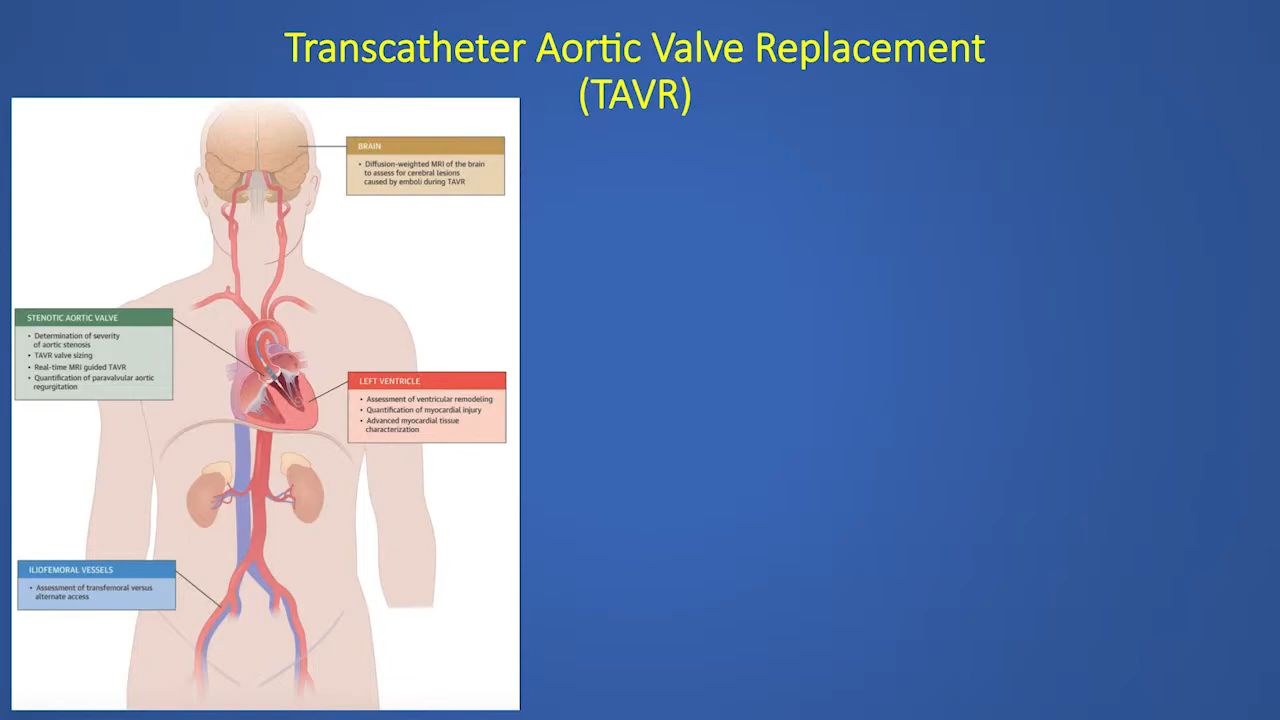 Transcatheter Aortic Valve Replacement
(TAVR)
BRAIN
• Diffusion-weighted MRI of the brain
to assess for cerebral lesions
caused by emboli during TAVR
STENOTIC AORTIC VALVE
• Determination of severity
of aortic stenosis
• TAVR valve sizing
• Real-time MRI guided TAVR
• Quantification of paravalvular aortic
regurgitation
LEFT VENTRICLE
• Assessment of ventricular remodeling
• Quantification of myocardial injury
• Advanced myocardial tissue
characterization
ILIOFEMORAL VESSELS
• Assessment of transfemoral versus
alternate access